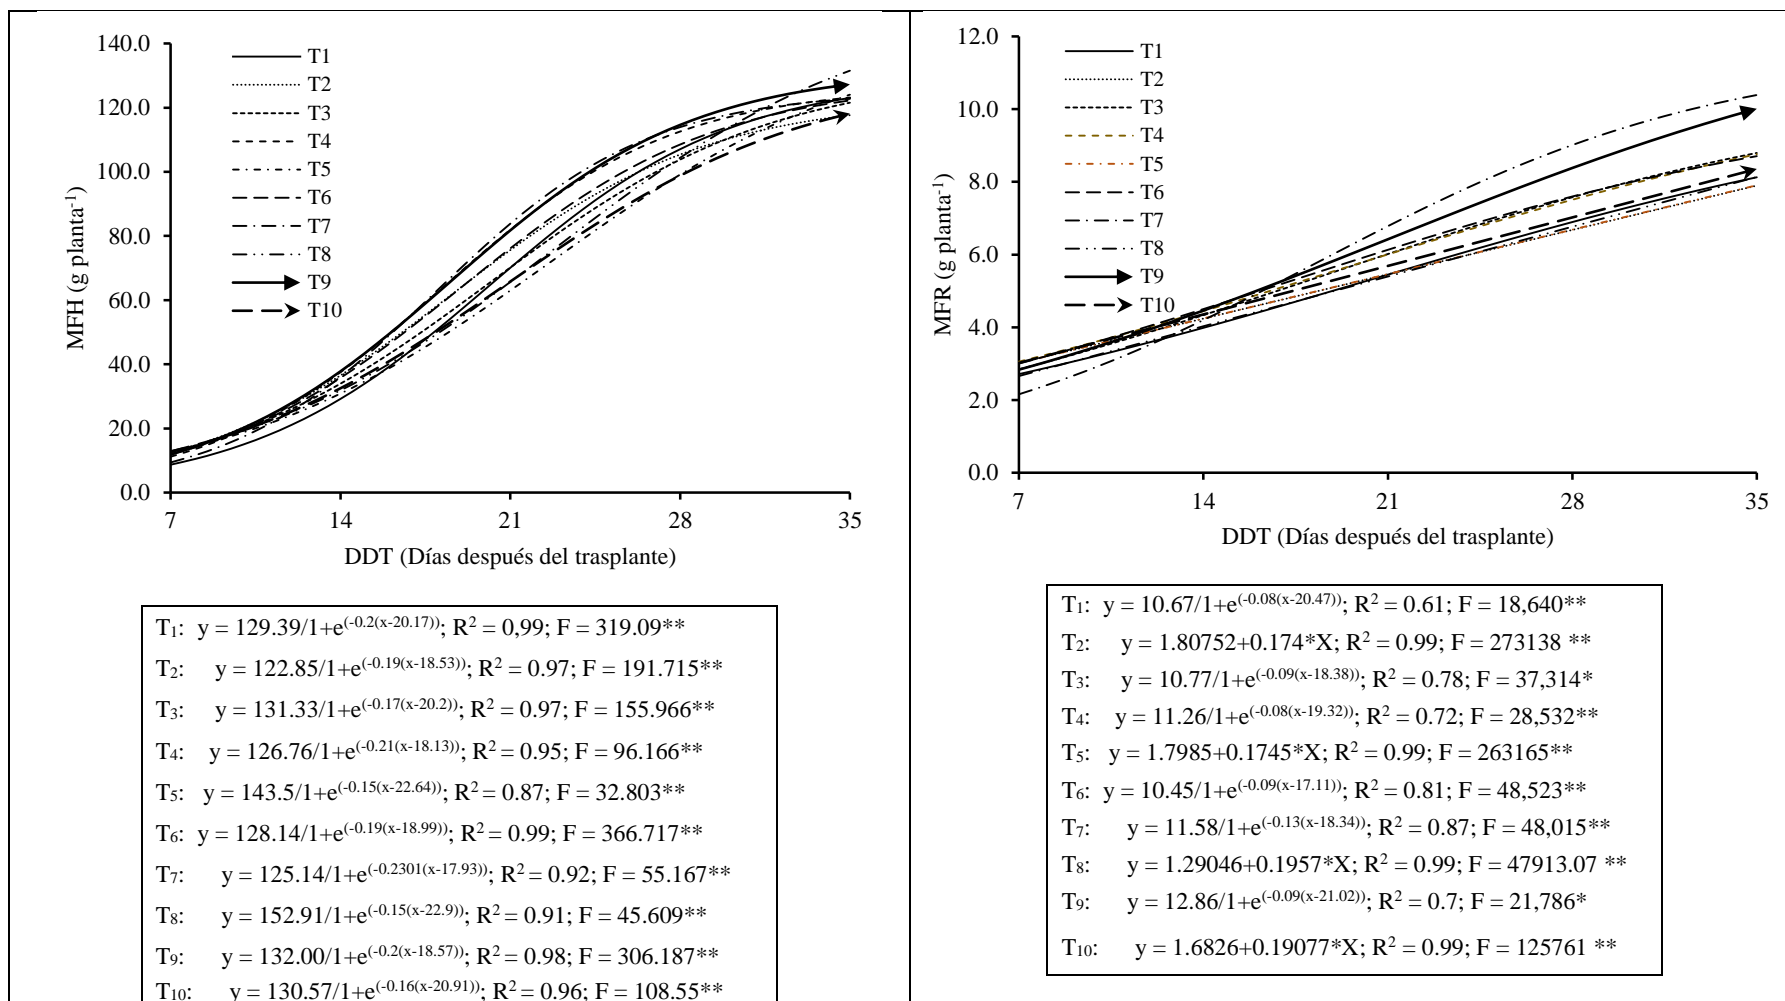 140.0
120.0
100.0
80.0
60.0
40.0
20.0
0.0
7
14
21
28
35
MFH (g planta⁻¹)
DDT (Días después del trasplante)
T1
T2
T3
T4
T5
T6
T7
T8
T9
T10
T₁: y = 129.39/1+e^(-0.2(x-20.17)); R² = 0,99; F = 319.09**
T₂: y = 122.85/1+e^(-0.19(x-18.53)); R² = 0.97; F = 191.715**
T₃: y = 131.33/1+e^(-0.17(x-20.2)); R² = 0.97; F = 155.966**
T₄: y = 126.76/1+e^(-0.21(x-18.13)); R² = 0.95; F = 96.166**
T₅: y = 143.5/1+e^(-0.15(x-22.64)); R² = 0.87; F = 32.803**
T₆: y = 128.14/1+e^(-0.19(x-18.99)); R² = 0.99; F = 366.717**
T₇: y = 125.14/1+e^(-0.2301(x-17.93)); R² = 0.92; F = 55.167**
T₈: y = 152.91/1+e^(-0.15(x-22.9)); R² = 0.91; F = 45.609**
T₉: y = 132.00/1+e^(-0.2(x-18.57)); R² = 0.98; F = 306.187**
T₁₀: y = 130.57/1+e^(-0.16(x-20.91)); R² = 0.96; F = 108.55**
12.0
10.0
8.0
6.0
4.0
2.0
0.0
7
14
21
28
35
MFR (g planta⁻¹)
DDT (Días después del trasplante)
T1
T2
T3
T4
T5
T6
T7
T8
T9
T10
T₁: y = 10.67/1+e^(-0.08(x-20.47)); R² = 0.61; F = 18,640**
T₂: y = 1.80752+0.174*X; R² = 0.99; F = 273138 **
T₃: y = 10.77/1+e^(-0.09(x-18.38)); R² = 0.78; F = 37,314*
T₄: y = 11.26/1+e^(-0.08(x-19.32)); R² = 0.72; F = 28,532**
T₅: y = 1.7985+0.1745*X; R² = 0.99; F = 263165**
T₆: y = 10.45/1+e^(-0.09(x-17.11)); R² = 0.81; F = 48,523**
T₇: y = 11.58/1+e^(-0.13(x-18.34)); R² = 0.87; F = 48,015**
T₈: y = 1.29046+0.1957*X; R² = 0.99; F = 47913.07 **
T₉: y = 12.86/1+e^(-0.09(x-21.02)); R² = 0.7; F = 21,786*
T₁₀: y = 1.6826+0.19077*X; R² = 0.99; F = 125761 **